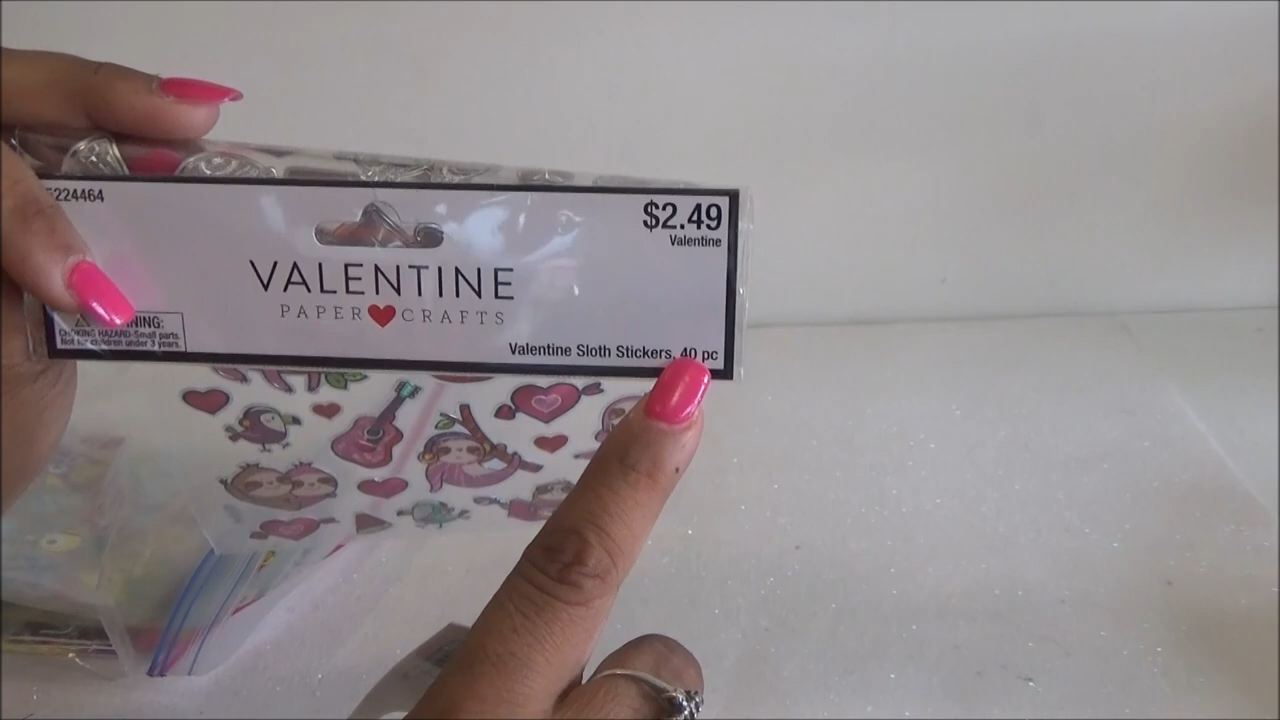 5224464
$2.49
Valentine
VALENTINE
PAPER CRAFTS
WARNING:
CHOKING HAZARD-Small parts.
Not for children under 3 years.
Valentine Sloth Stickers, 40 pc